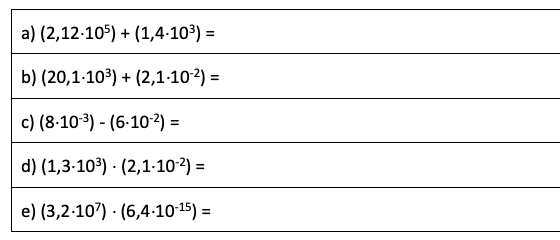 a) (2,12·10⁵) + (1,4·10³) =
b) (20,1·10³) + (2,1·10⁻²) =
c) (8·10⁻³) - (6·10⁻²) =
d) (1,3·10³) · (2,1·10⁻²) =
e) (3,2·10⁷) · (6,4·10⁻¹⁵) =